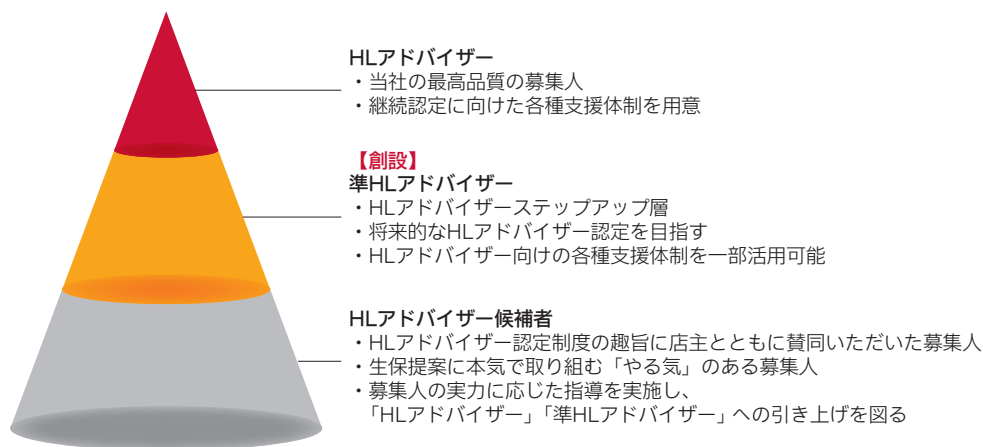 HLアドバイザー
・当社の最高品質の募集人
・継続認定に向けた各種支援体制を用意
【創設】
準HLアドバイザー
・HLアドバイザーステップアップ層
・将来的なHLアドバイザー認定を目指す
・HLアドバイザー向けの各種支援体制を一部活用可能
HLアドバイザー候補者
・HLアドバイザー認定制度の趣旨に店主とともに賛同いただいた募集人
・生保提案に本気で取り組む「やる気」のある募集人
・募集人の実力に応じた指導を実施し、
「HLアドバイザー」「準HLアドバイザー」への引き上げを図る